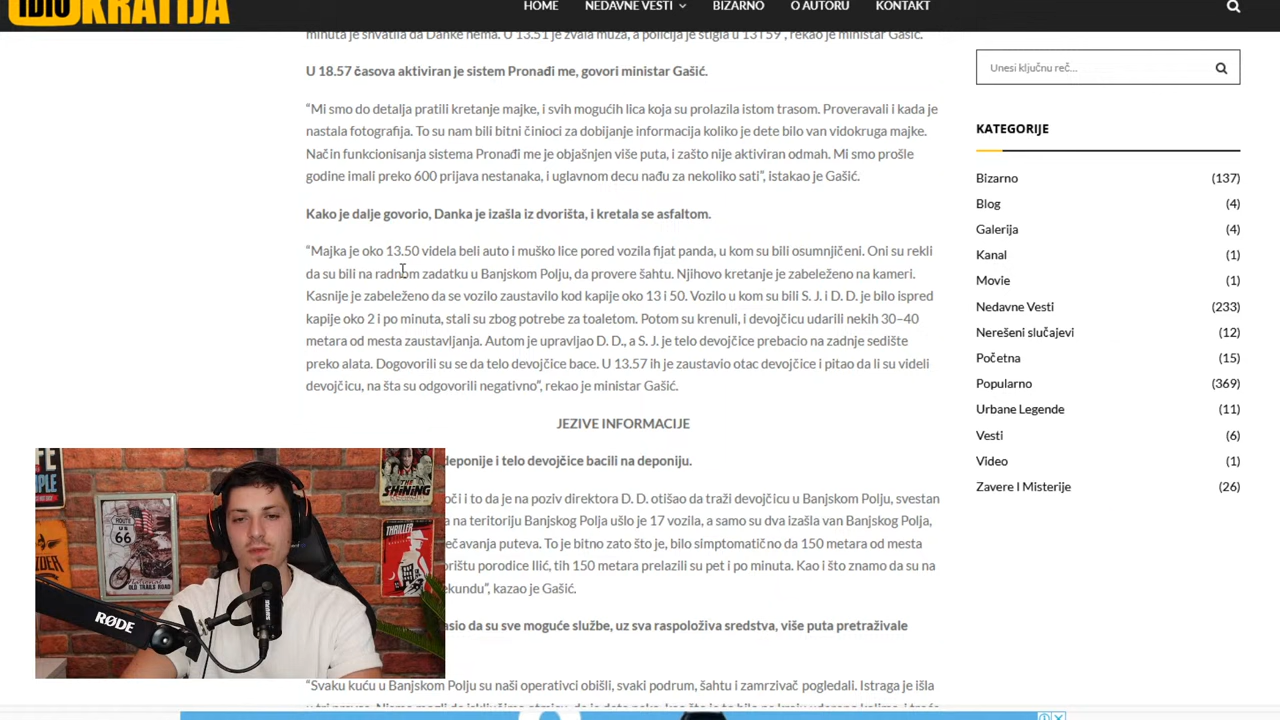 IDIO KRATIJA
HOME NEDAVNE VESTI BIZARNO O AUTORU KONTAKT
minuta je shvatila da Danke nema. U 13.51 je zvala muža, a policija je stigla u 13 i 59”, rekao je ministar Gašić.
U 18.57 časova aktiviran je sistem Pronađi me, govori ministar Gašić.
“Mi smo do detalja pratili kretanje majke, i svih mogućih lica koja su prolazila istom trasom. Proveravali i kada je
nastala fotografija. To su nam bili bitni činioci za dobijanje informacija koliko je dete bilo van vidokruga majke.
Način funkcionisanja sistema Pronađi me je objašnjen više puta, i zašto nije aktiviran odmah. Mi smo prošle
godine imali preko 600 prijava nestanaka, i uglavnom decu nađu za nekoliko sati”, istakao je Gašić.
Kako je dalje govorio, Danka je izašla iz dvorišta, i kretala se asfaltom.
“Majka je oko 13.50 videla beli auto i muško lice pored vozila fijat panda, u kom su bili osumnjičeni. Oni su rekli
da su bili na radnom zadatku u Banjskom Polju, da provere šahtu. Njihovo kretanje je zabeleženo na kameri.
Kasnije je zabeleženo da se vozilo zaustavilo kod kapije oko 13 i 50. Vozilo u kom su bili S. J. i D. D. je bilo ispred
kapije oko 2 i po minuta, stali su zbog potrebe za toaletom. Potom su krenuli, i devojčicu udarili nekih 30–40
metara od mesta zaustavljanja. Autom je upravljao D. D., a S. J. je telo devojčice prebacio na zadnje sedište
preko alata. Dogovorili su se da telo devojčice bace. U 13.57 ih je zaustavio otac devojčice i pitao da li su videli
devojčicu, na šta su odgovorili negativno”, rekao je ministar Gašić.
JEZIVE INFORMACIJE
deponije i telo devojčice bacili na deponiju.
oči i to da je na poziv direktora D. D. otišao da traži devojčicu u Banjskom Polju, svestan
a na teritoriju Banjskog Polja ušlo je 17 vozila, a samo su dva izašla van Banjskog Polja,
ečavanja puteva. To je bitno zato što je, bilo simptomatično da 150 metara od mesta
orištu porodice Ilić, tih 150 metara prelazili su pet i po minuta. Kao i što znamo da su na
ekundu”, kazao je Gašić.
asio da su sve moguće službe, uz sva raspoloživa sredstva, više puta pretraživale
“Svaku kuću u Banjskom Polju su naši operativci obišli, svaki podrum, šahtu i zamrzivač pogledali. Istraga je išla
Unesi ključnu reč...
KATEGORIJE
Bizarno (137)
Blog (4)
Galerija (4)
Kanal (1)
Movie (1)
Nedavne Vesti (233)
Nerešeni slučajevi (12)
Početna (15)
Popularno (369)
Urbane Legende (11)
Vesti (6)
Video (1)
Zavere I Misterije (26)
ROUTE
US
66
THE
SHiNiNG
THRILLER
RØDE